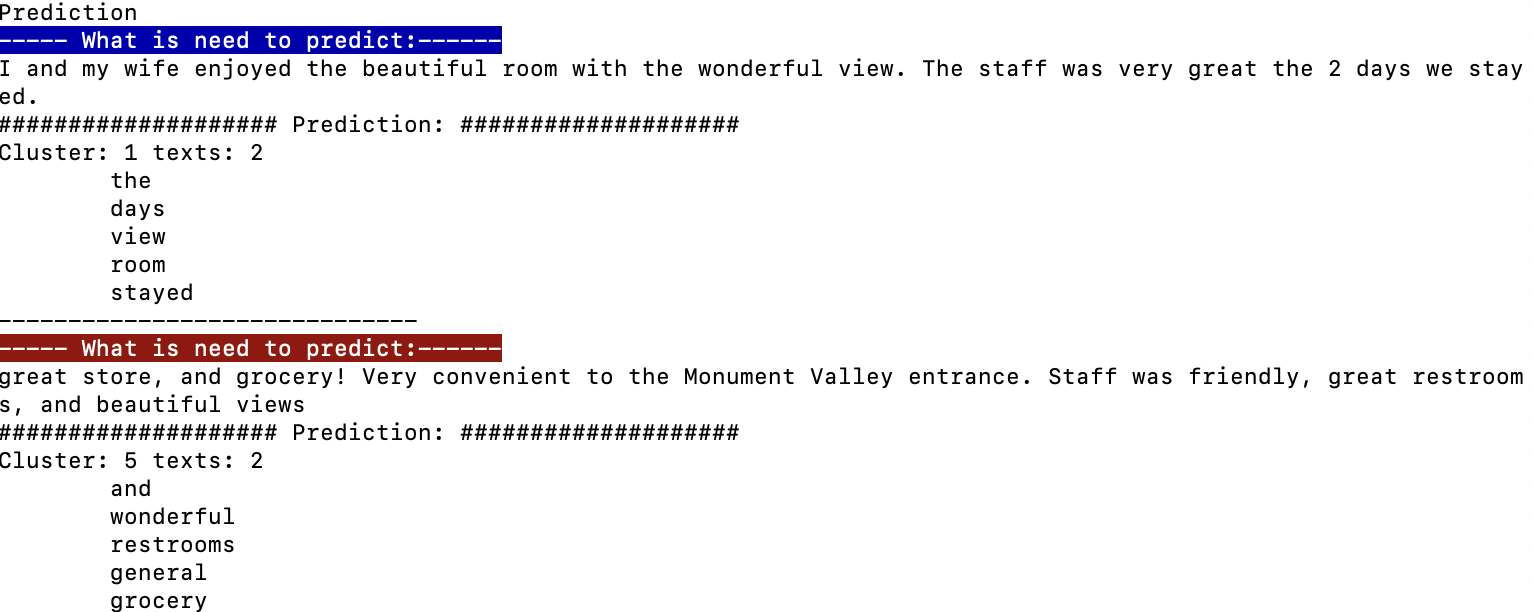 Prediction
----- What is need to predict:------
I and my wife enjoyed the beautiful room with the wonderful view. The staff was very great the 2 days we stay
ed.
#################### Prediction: ####################
Cluster: 1 texts: 2
the
days
view
room
stayed
------------------------------
----- What is need to predict:------
great store, and grocery! Very convenient to the Monument Valley entrance. Staff was friendly, great restroom
s, and beautiful views
#################### Prediction: ####################
Cluster: 5 texts: 2
and
wonderful
restrooms
general
grocery